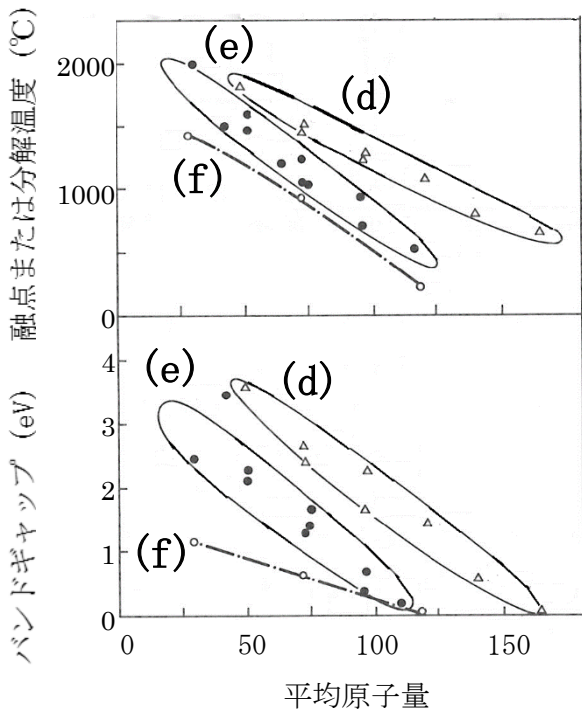 融点または分解温度 (℃)
2000
1000
0
(e)
(d)
(f)
バンドギャップ (eV)
4
3
2
1
0
(e)
(d)
(f)
0
50
100
150
平均原子量